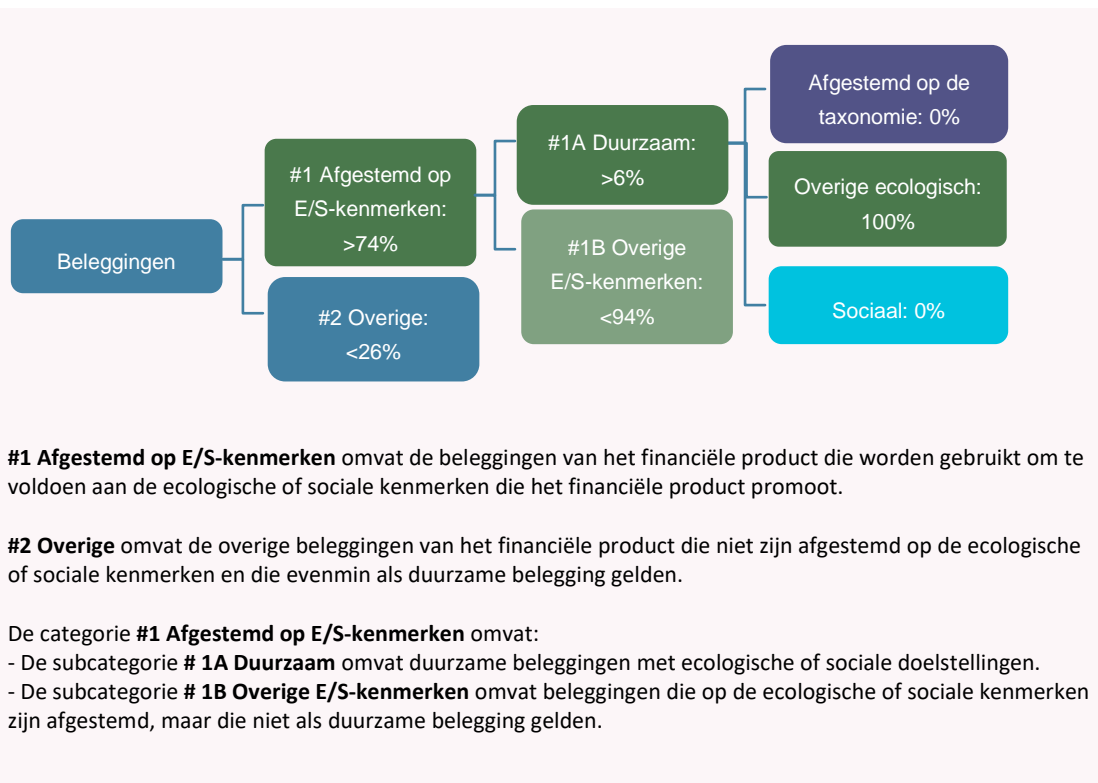 Beleggingen
#1 Afgestemd op
E/S-kenmerken:
>74%
#2 Overige:
<26%
#1A Duurzaam:
>6%
#1B Overige
E/S-kenmerken:
<94%
Afgestemd op de
taxonomie: 0%
Overige ecologisch:
100%
Sociaal: 0%
#1 Afgestemd op E/S-kenmerken omvat de beleggingen van het financiële product die worden gebruikt om te
voldoen aan de ecologische of sociale kenmerken die het financiële product promoot.
#2 Overige omvat de overige beleggingen van het financiële product die niet zijn afgestemd op de ecologische
of sociale kenmerken en die evenmin als duurzame belegging gelden.
De categorie #1 Afgestemd op E/S-kenmerken omvat:
- De subcategorie # 1A Duurzaam omvat duurzame beleggingen met ecologische of sociale doelstellingen.
- De subcategorie # 1B Overige E/S-kenmerken omvat beleggingen die op de ecologische of sociale kenmerken
zijn afgestemd, maar die niet als duurzame belegging gelden.